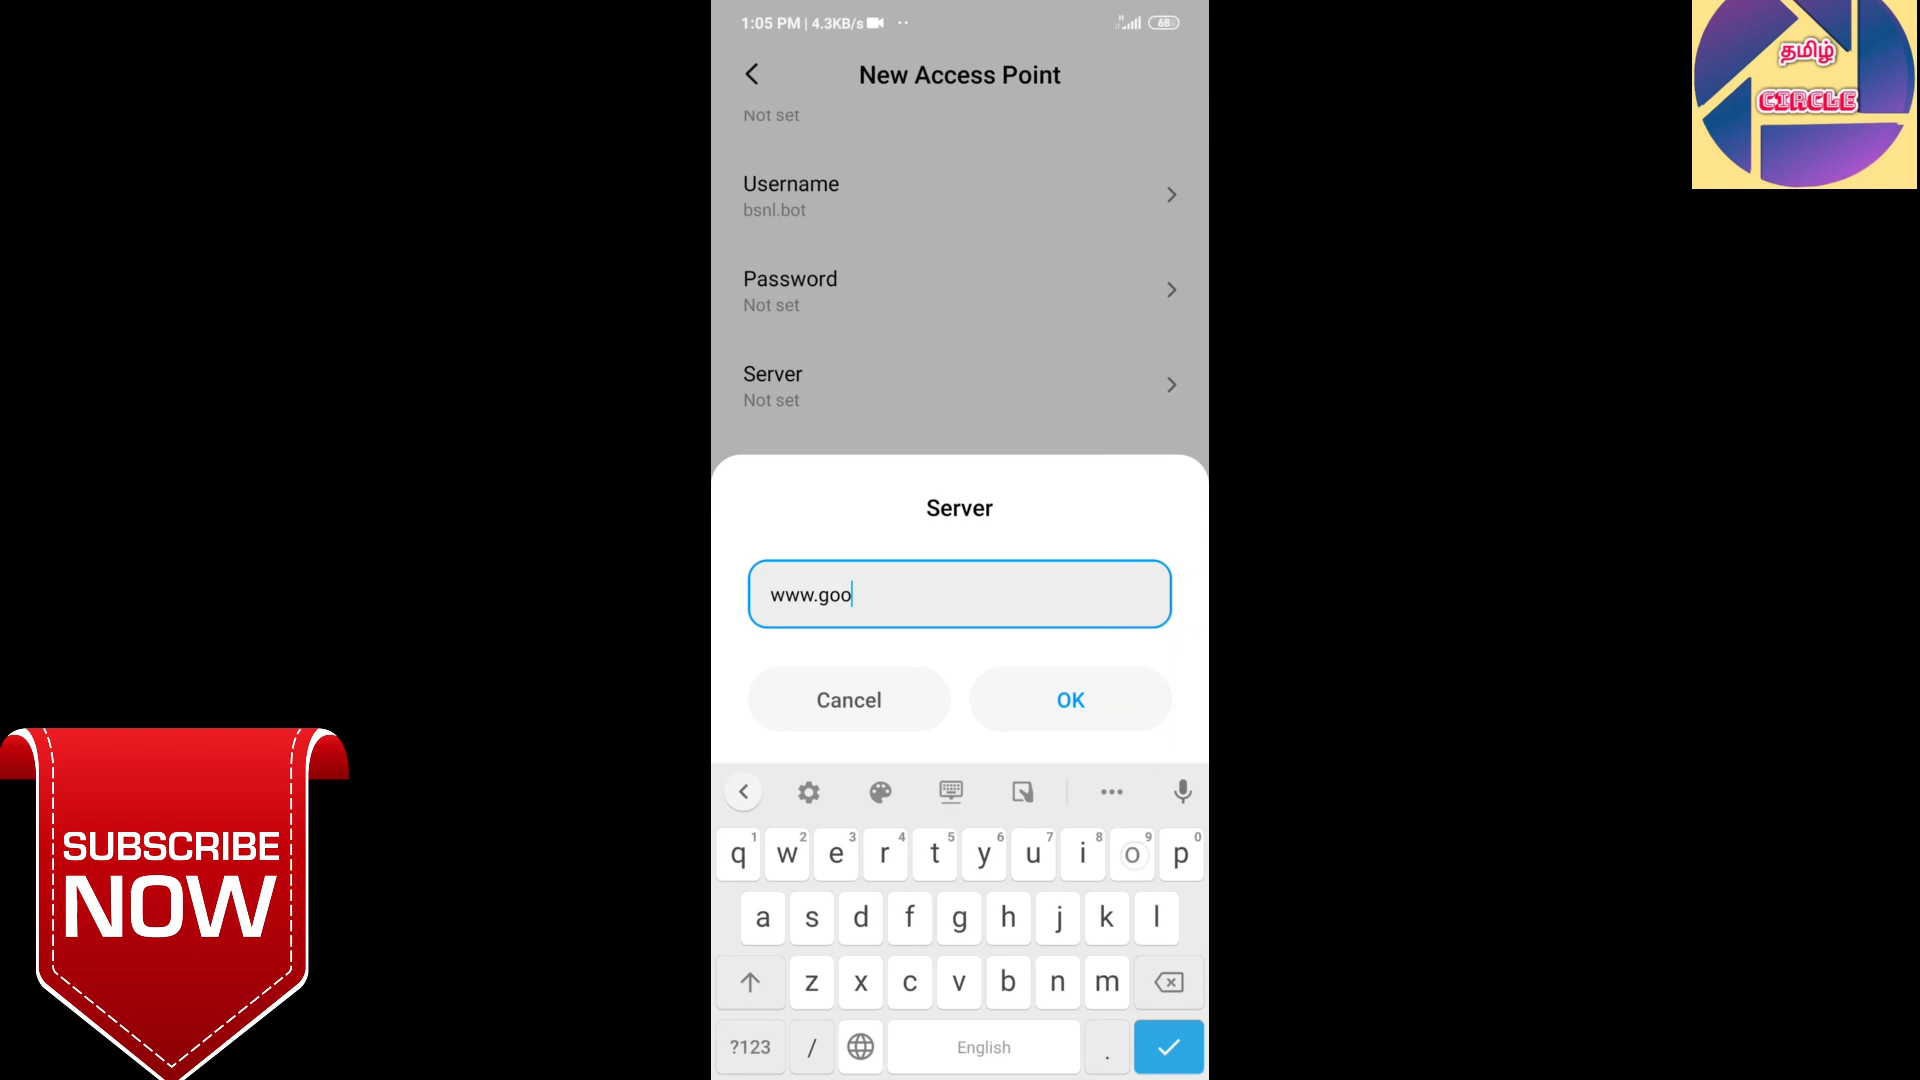 1:05 PM | 4.3KB/s
H
68
New Access Point
Not set
Username
bsnl.bot
Password
Not set
Server
Not set
Server
www.goo
Cancel
OK
1 2 3 4 5 6 7 8 9 0
q w e r t y u i o p
a s d f g h j k l
z x c v b n m
?123 / English .
தமிழ்
CIRCLE
SUBSCRIBE
NOW